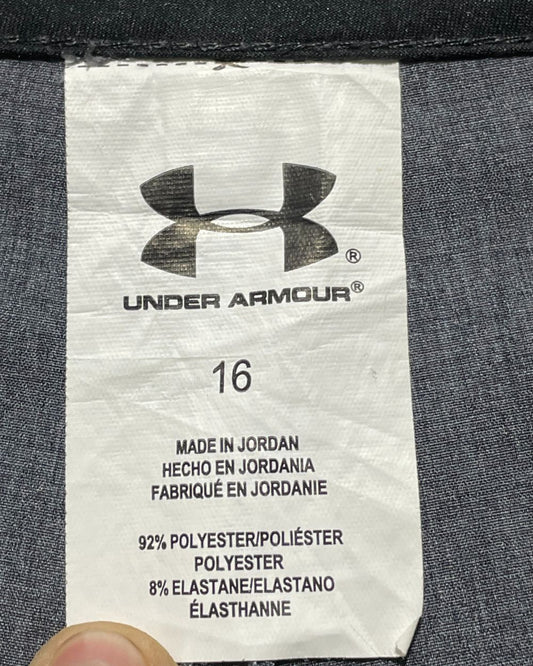 ®
UNDER ARMOUR®
16
MADE IN JORDAN
HECHO EN JORDANIA
FABRIQUÉ EN JORDANIE
92% POLYESTER/POLIÉSTER
POLYESTER
8% ELASTANE/ELASTANO
ÉLASTHANNE